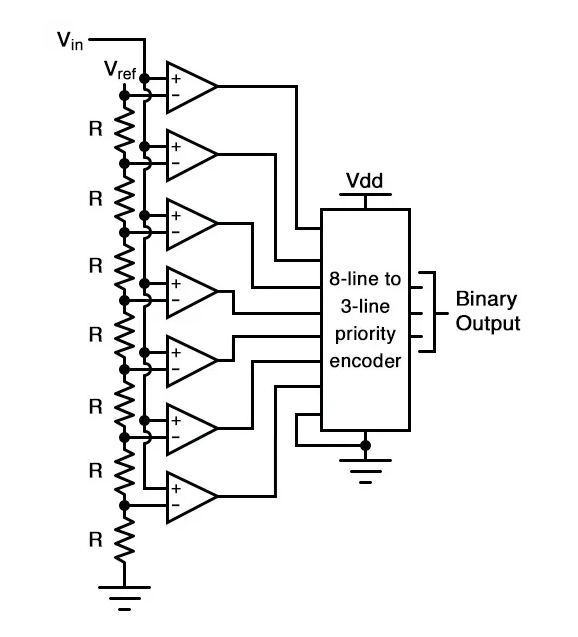 Vin
Vref
+
−
R
+
−
R
+
−
R
+
−
R
+
−
R
+
−
R
+
−
R
Vdd
8-line to
3-line
priority
encoder
Binary
Output